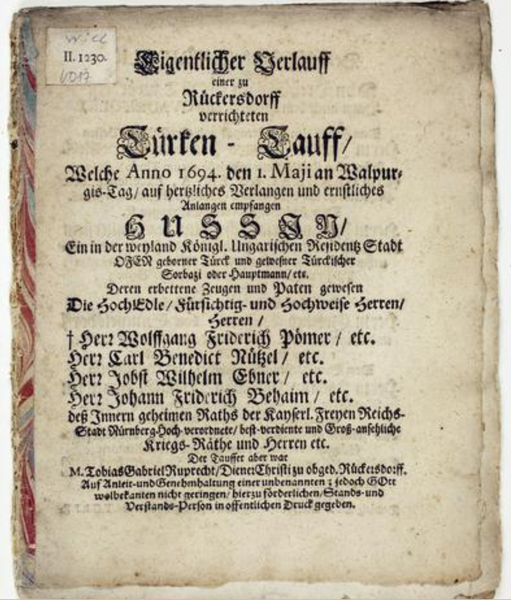 Will
II. 1230.
Eigentlicher Verlauff
einer zu
Rückersdorff
verrichteten
Türken - Tauff/
Welche Anno 1694. den 1. Maji an Walpur-
gis-Tag/ auf hertzliches Verlangen und ernstliches
Anlangen empfangen
HUSSIN/
Ein in der weyland Königl. Ungarischen Residentz Stadt
OFEN geborner Türck und gewesner Türckischer
Sorbazi oder Hauptmann/ etc.
Deren erbettene Zeugen und Paten gewesen
Die HochEdle/ Fürsichtig- und Hochweise Herren/
Herren/
† Herr Wolffgang Friderich Pömer/ etc.
Herr Carl Benedict Nützel/ etc.
Herr Jobst Wilhelm Ebner/ etc.
Herr Johann Friderich Behaim/ etc.
deß Innern geheimen Raths der Kayserl. Freyen Reichs-
Stadt Nürnberg Hoch-verordnete/ best-verdiente und Groß-ansehliche
Kriegs-Räthe und Herren etc.
Der Tauffer aber war
M. Tobias Gabriel Ruprecht/ Diener Christi zu obged. Rückersdorff.
Auf Anleit- und Genehmhaltung einer unbenannten; jedoch GOtt
wolbekanten nicht geringen/ hierzu förderlichen/ Stands- und
Verstands-Person in offentlichen Druck gegeben.